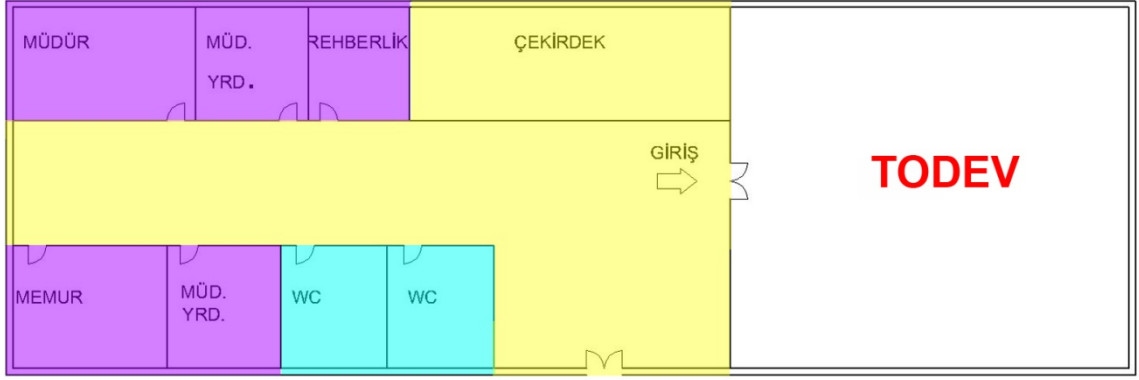 MÜDÜR
MÜD.
YRD.
REHBERLİK
ÇEKİRDEK
GİRİŞ
TODEV
MEMUR
MÜD.
YRD.
WC
WC